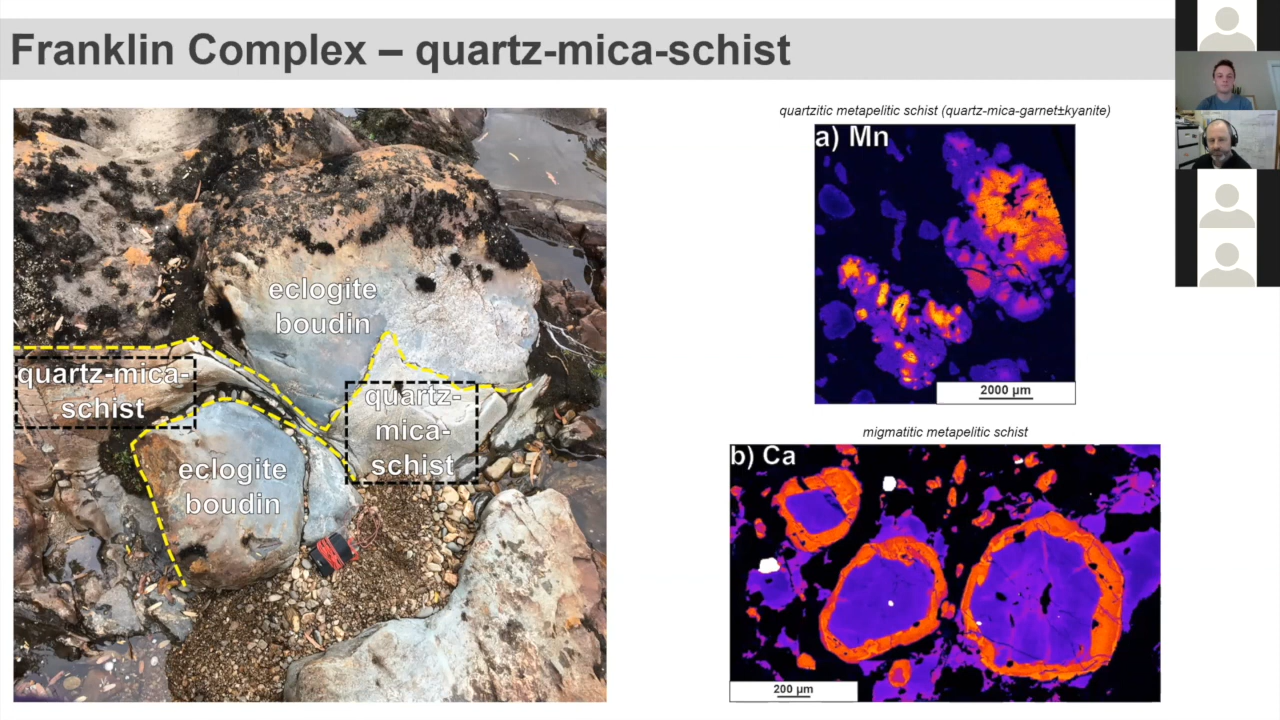 Franklin Complex – quartz-mica-schist
eclogite
boudin
quartz-mica-
schist
quartz-
mica-
schist
eclogite
boudin
quartzitic metapelitic schist (quartz-mica-garnet±kyanite)
a) Mn
2000 µm
migmatitic metapelitic schist
b) Ca
200 µm